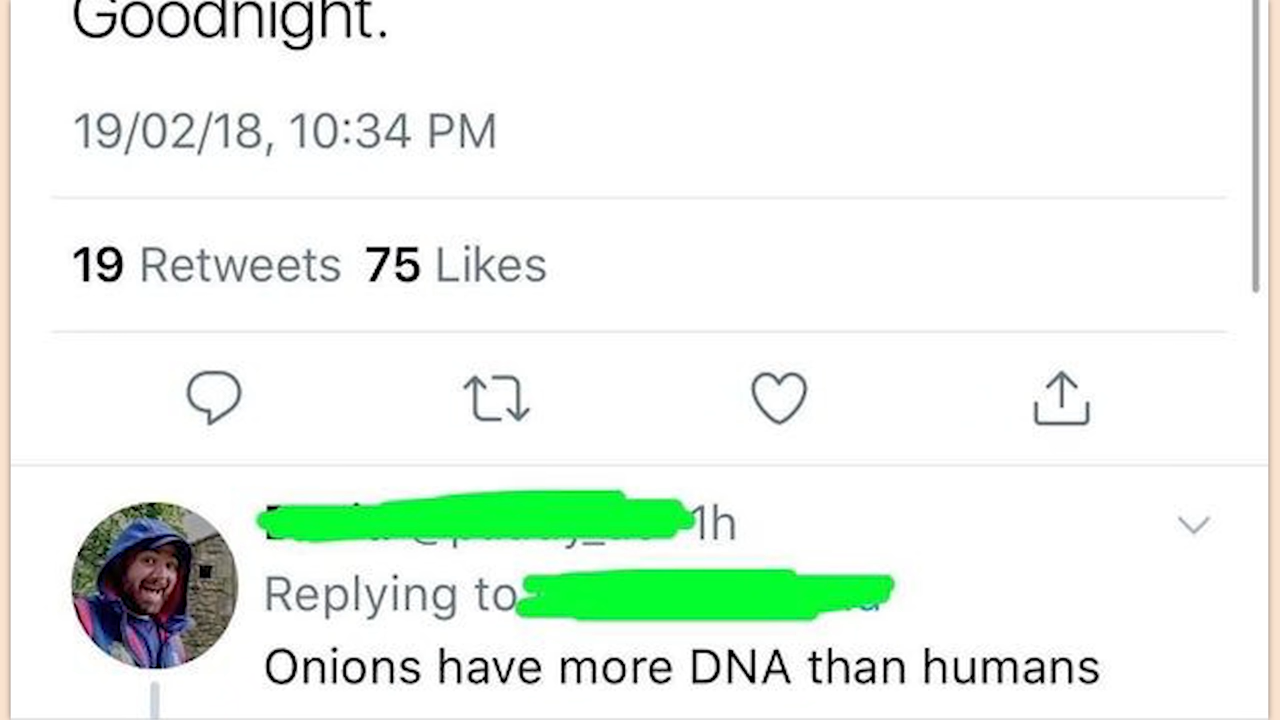 Goodnight.
19/02/18, 10:34 PM
19 Retweets 75 Likes
1h
Replying to
Onions have more DNA than humans